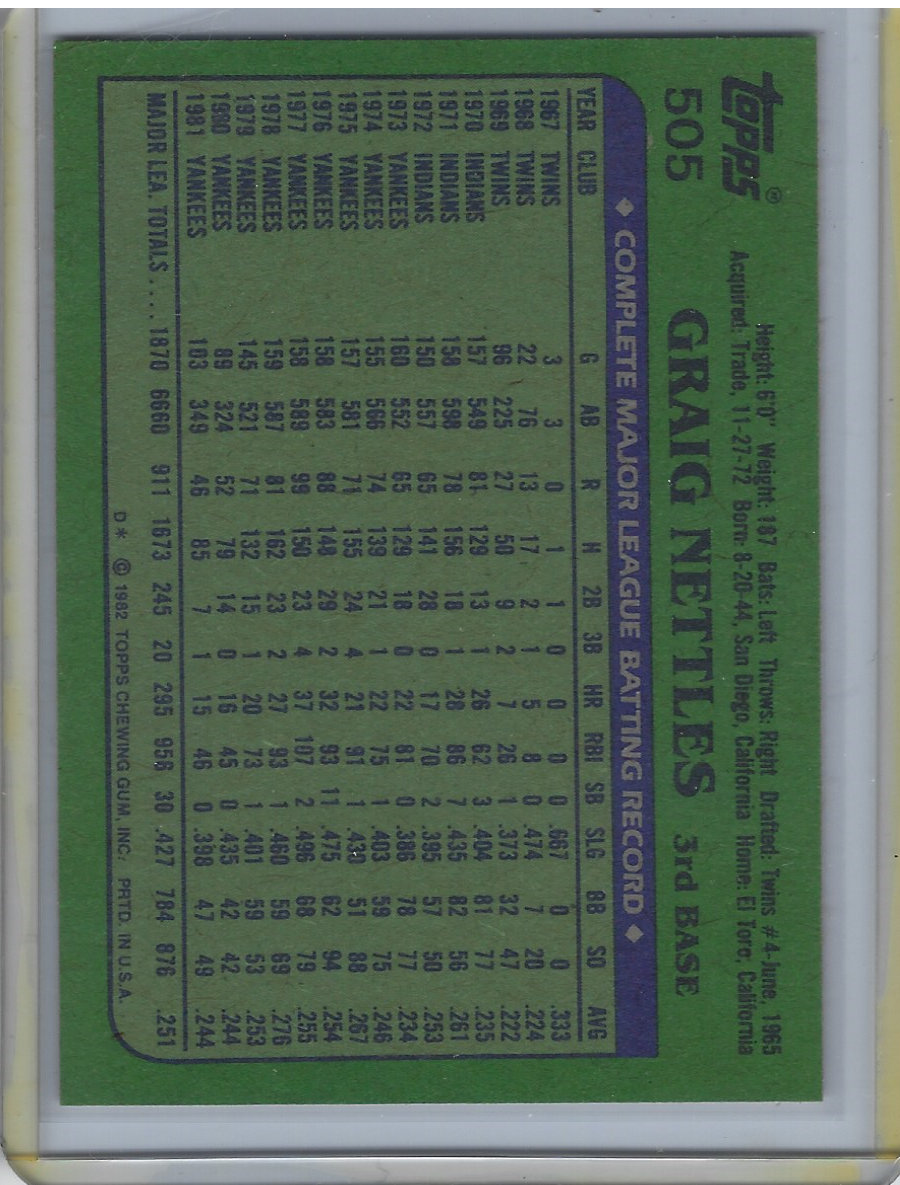 Topps®
Height: 6'0" Weight: 187 Bats: Left Throws: Right Drafted: Twins #4-June, 1965
Acquired: Trade, 11-27-72 Born: 8-20-44, San Diego, California Home: El Toro, California
505 GRAIG NETTLES 3rd BASE
◆ COMPLETE MAJOR LEAGUE BATTING RECORD ◆
YEAR CLUB G AB R H 2B 3B HR RBI SB SLG BB SO AVG
1967 TWINS 3 3 0 1 1 0 0 0 0 .667 0 0 .333
1968 TWINS 22 76 13 17 2 1 5 8 0 .474 7 20 .224
1969 TWINS 96 225 27 50 9 2 7 26 1 .373 32 47 .222
1970 INDIANS 157 549 81 129 13 1 26 62 3 .404 81 77 .235
1971 INDIANS 158 598 78 156 18 1 28 86 7 .435 82 56 .261
1972 INDIANS 150 557 65 141 28 0 17 70 2 .395 57 50 .253
1973 YANKEES 160 552 65 129 18 0 22 81 0 .386 78 77 .234
1974 YANKEES 155 566 74 139 21 1 22 75 1 .403 59 75 .246
1975 YANKEES 157 581 71 155 24 4 21 91 1 .430 51 88 .267
1976 YANKEES 158 583 88 148 29 2 32 93 11 .475 62 94 .254
1977 YANKEES 158 589 99 150 23 4 37 107 2 .496 68 79 .255
1978 YANKEES 159 587 81 162 23 2 27 93 1 .460 59 69 .276
1979 YANKEES 145 521 71 132 15 1 20 73 1 .401 59 53 .253
1980 YANKEES 89 324 52 79 14 0 16 45 0 .435 42 42 .244
1981 YANKEES 103 349 46 85 7 1 15 46 0 .398 47 49 .244
MAJOR LEA. TOTALS.... 1870 6660 911 1673 245 20 295 956 30 .427 784 876 .251
D* © 1982 TOPPS CHEWING GUM, INC. PRTD. IN U.S.A.